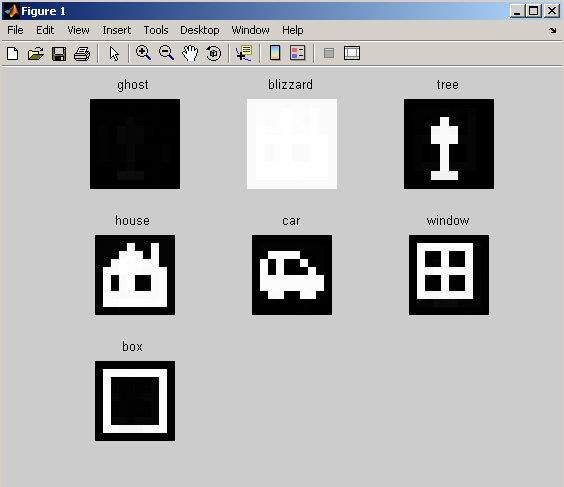 Figure 1
File Edit View Insert Tools Desktop Window Help
ghost blizzard tree
house car window
box